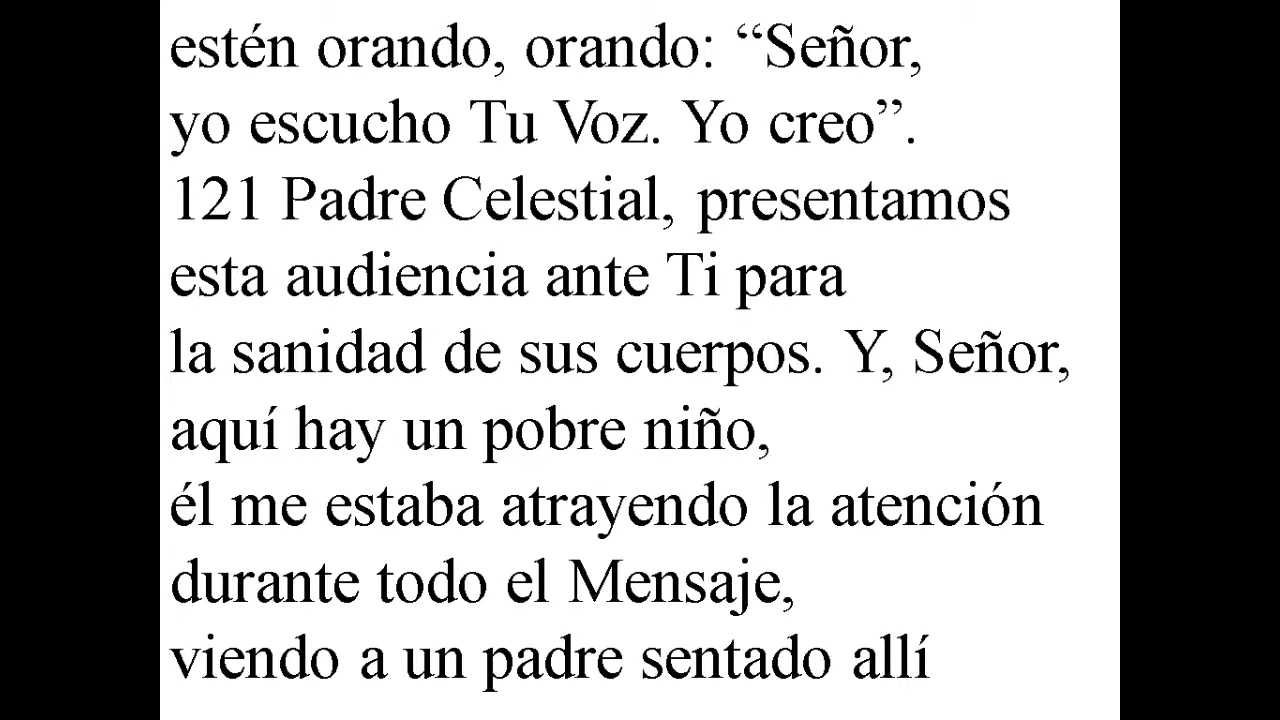 estén orando, orando: “Señor,
yo escucho Tu Voz. Yo creo”.
121 Padre Celestial, presentamos
esta audiencia ante Ti para
la sanidad de sus cuerpos. Y, Señor,
aquí hay un pobre niño,
él me estaba atrayendo la atención
durante todo el Mensaje,
viendo a un padre sentado allí